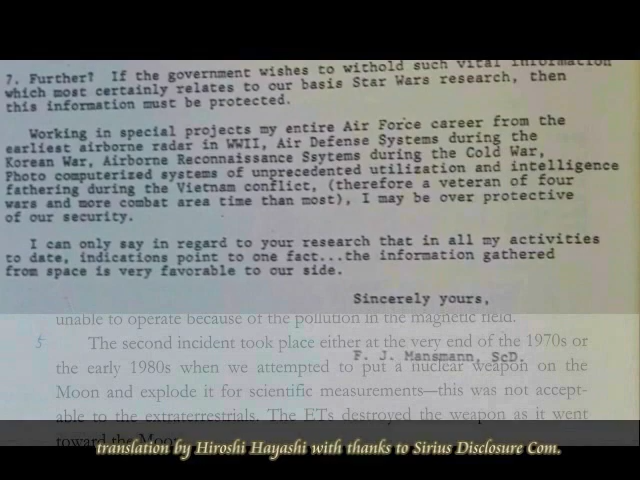 7. Further? If the government wishes to withold such vital information
which most certainly relates to our basis Star Wars research, then
this information must be protected.
Working in special projects my entire Air Force career from the
earliest airborne radar in WWII, Air Defense Systems during the
Korean War, Airborne Reconnaissance Ssytems during the Cold War,
Photo computerized systems of unprecedented utilization and intelligence
fathering during the Vietnam conflict, (therefore a veteran of four
wars and more combat area time than most), I may be over protective
of our security.
I can only say in regard to your research that in all my activities
to date, indications point to one fact...the information gathered
from space is very favorable to our side.
Sincerely yours,
unable to operate because of the pollution in the magnetic field.
5 The second incident took place either at the very end of the 1970s or
F. J. Mansmann, ScD.
the early 1980s when we attempted to put a nuclear weapon on the
Moon and explode it for scientific measurements—this was not accept-
able to the extraterrestrials. The ETs destroyed the weapon as it went
toward the Moon.
translation by Hiroshi Hayashi with thanks to Sirius Disclosure Com.